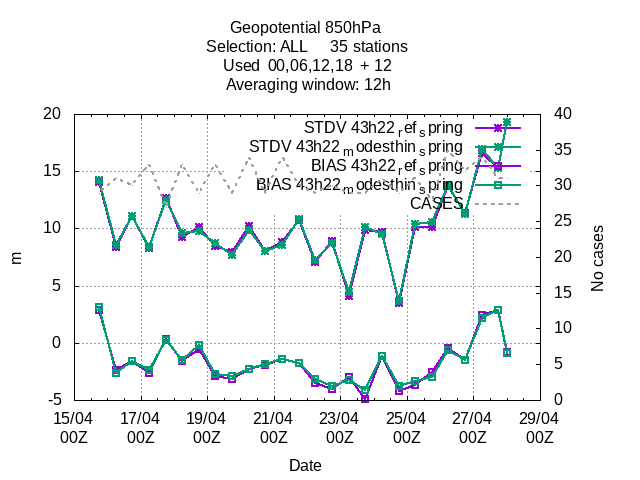 Geopotential 850hPa
Selection: ALL     35 stations
Used  00,06,12,18  + 12
Averaging window: 12h
20
40
STDV 43h22_ref_spring
STDV 43h22_modesthin_spring
35
BIAS 43h22_ref_spring
15
BIAS 43h22_modesthin_spring
30
CASES
25
10
m
No cases
20
5
15
0
10
5
-5
0
15/04 17/04 19/04 21/04 23/04 25/04 27/04 29/04
00Z 00Z 00Z 00Z 00Z 00Z 00Z 00Z
Date